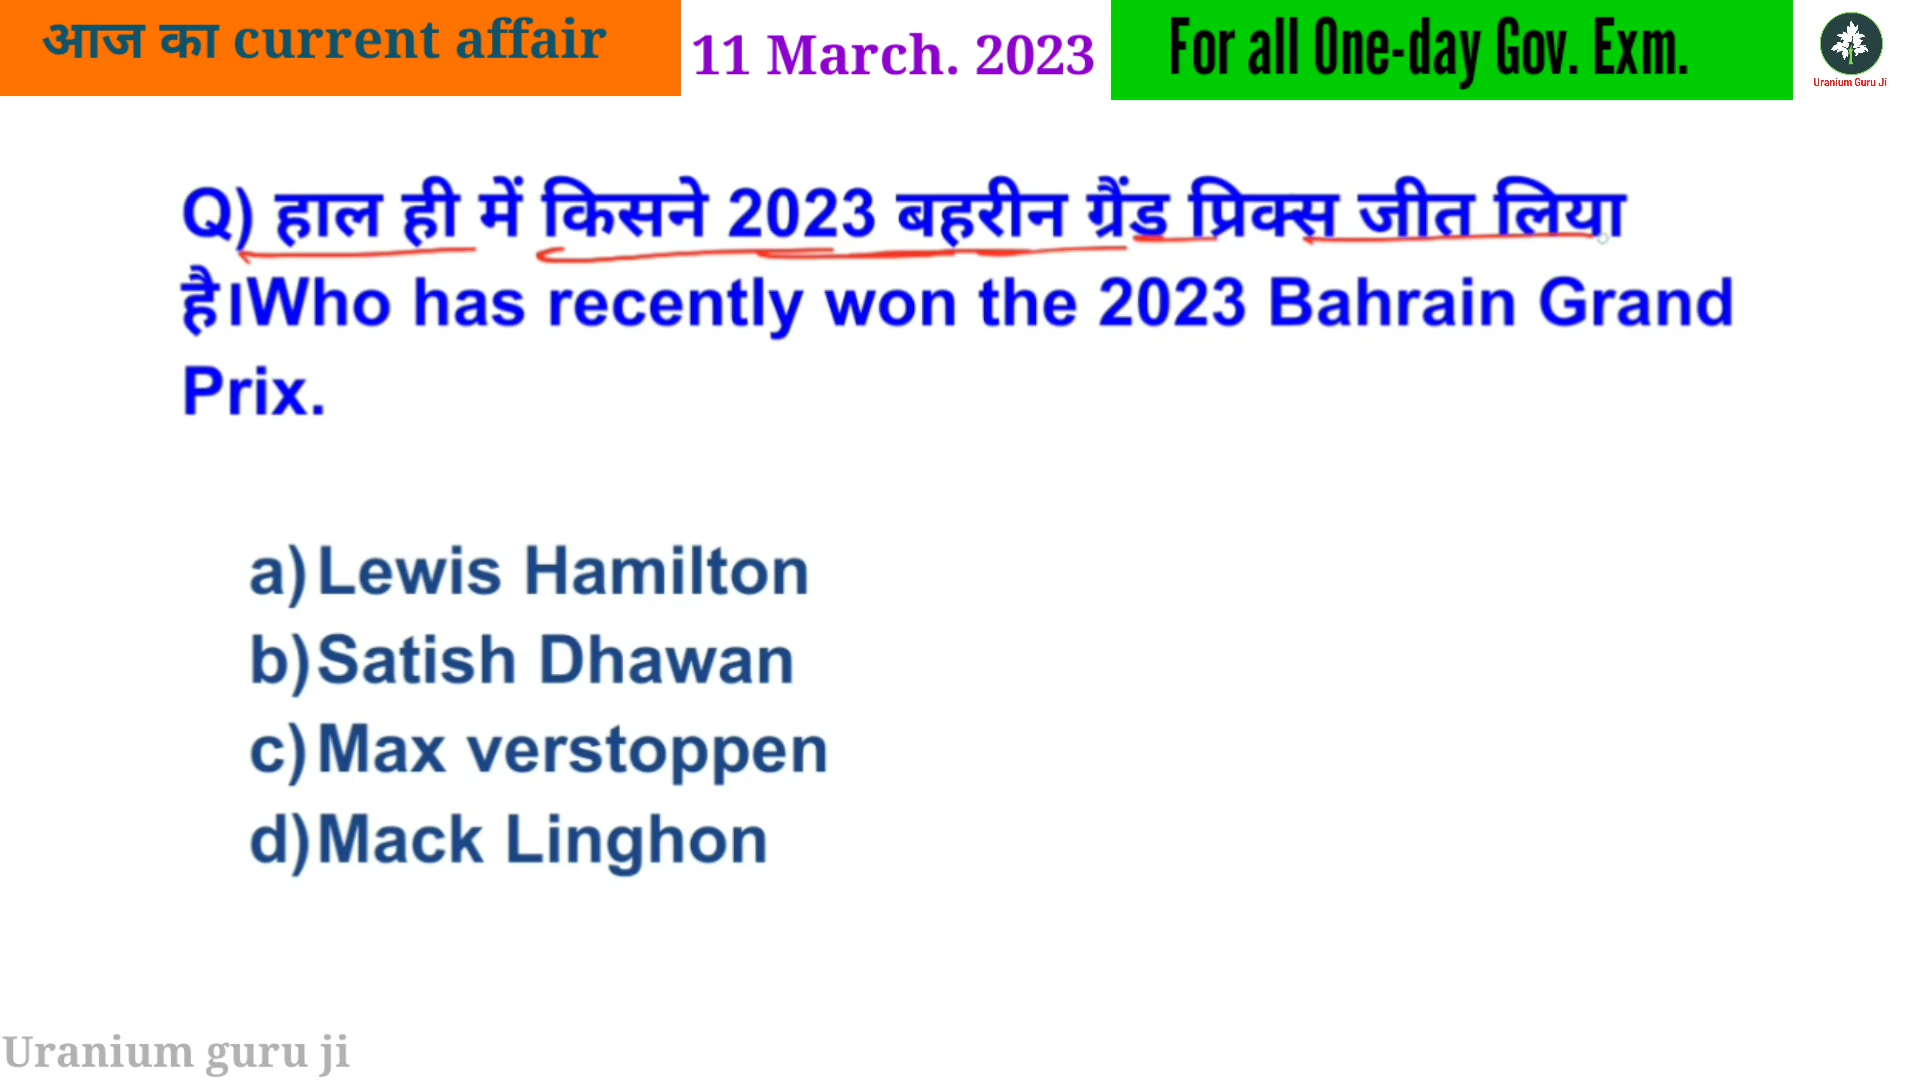 आज का current affair
11 March. 2023
For all One-day Gov. Exm.
Uranium Guru Ji
Q) हाल ही में किसने 2023 बहरीन ग्रैंड प्रिक्स जीत लिया
है।Who has recently won the 2023 Bahrain Grand
Prix.
a) Lewis Hamilton
b) Satish Dhawan
c) Max verstoppen
d) Mack Linghon
Uranium guru ji